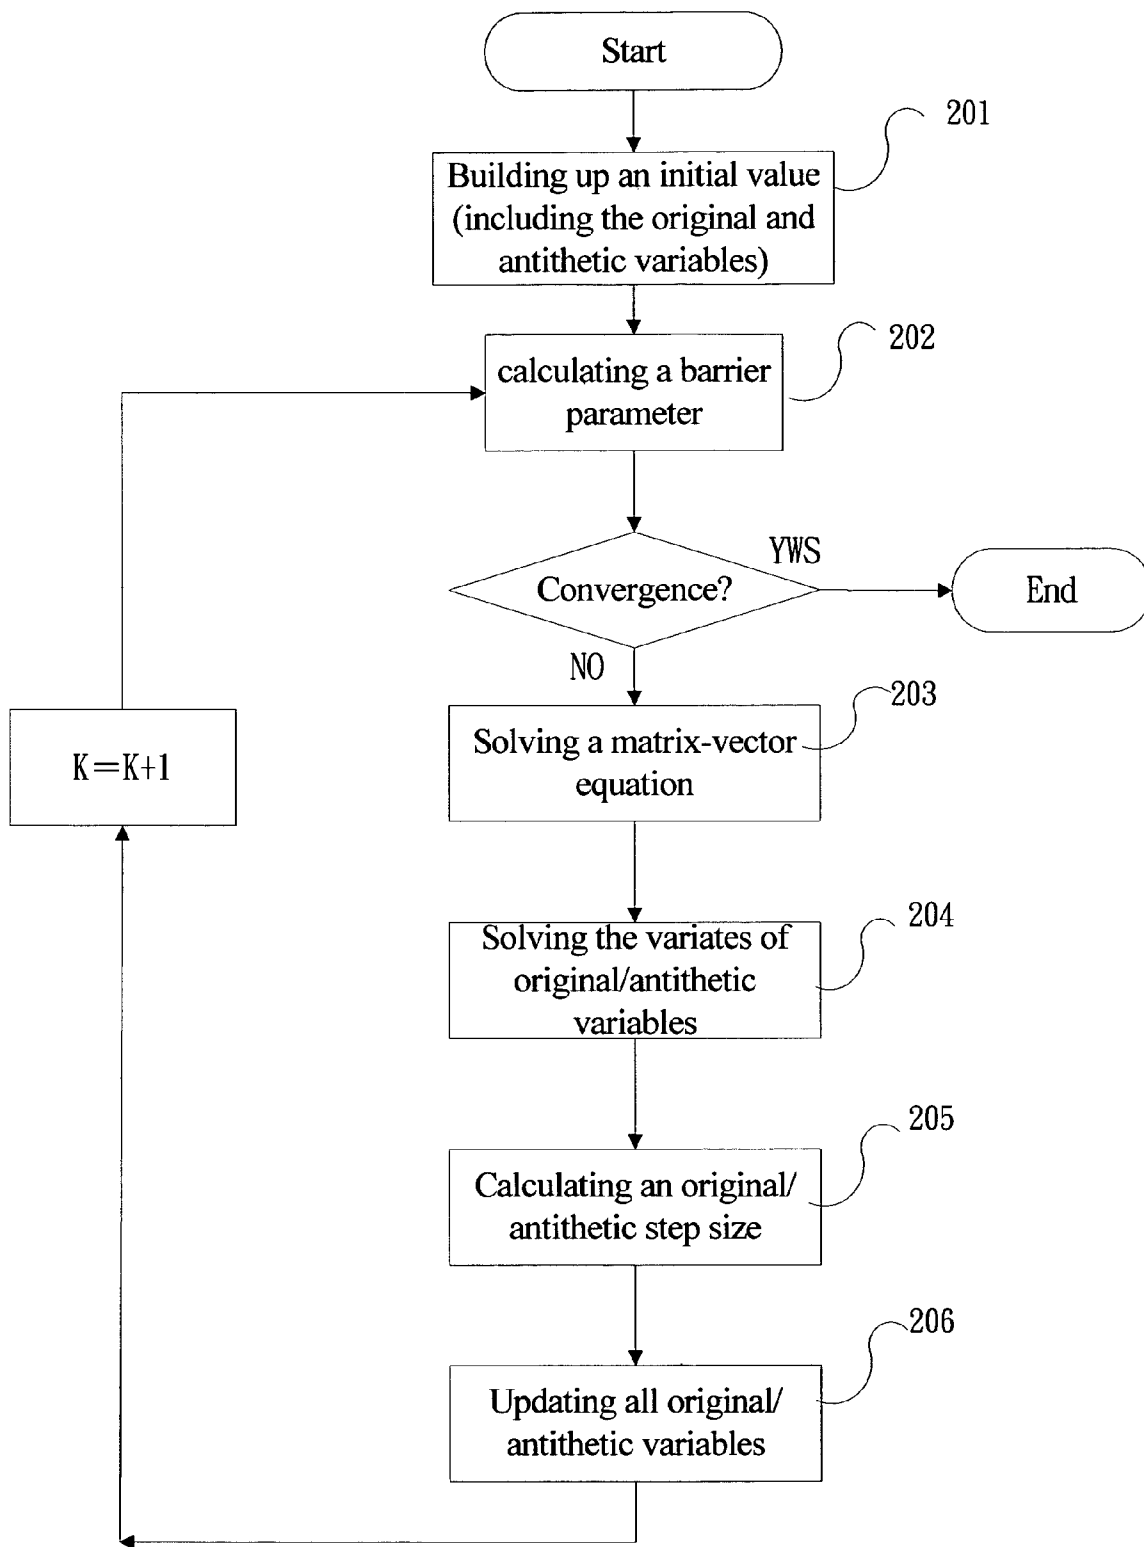 Start
201
Building up an initial value
(including the original and
antithetic variables)
202
calculating a barrier
parameter
YWS
Convergence?
End
NO
203
Solving a matrix-vector
equation
K=K+1
204
Solving the variates of
original/antithetic
variables
205
Calculating an original/
antithetic step size
206
Updating all original/
antithetic variables